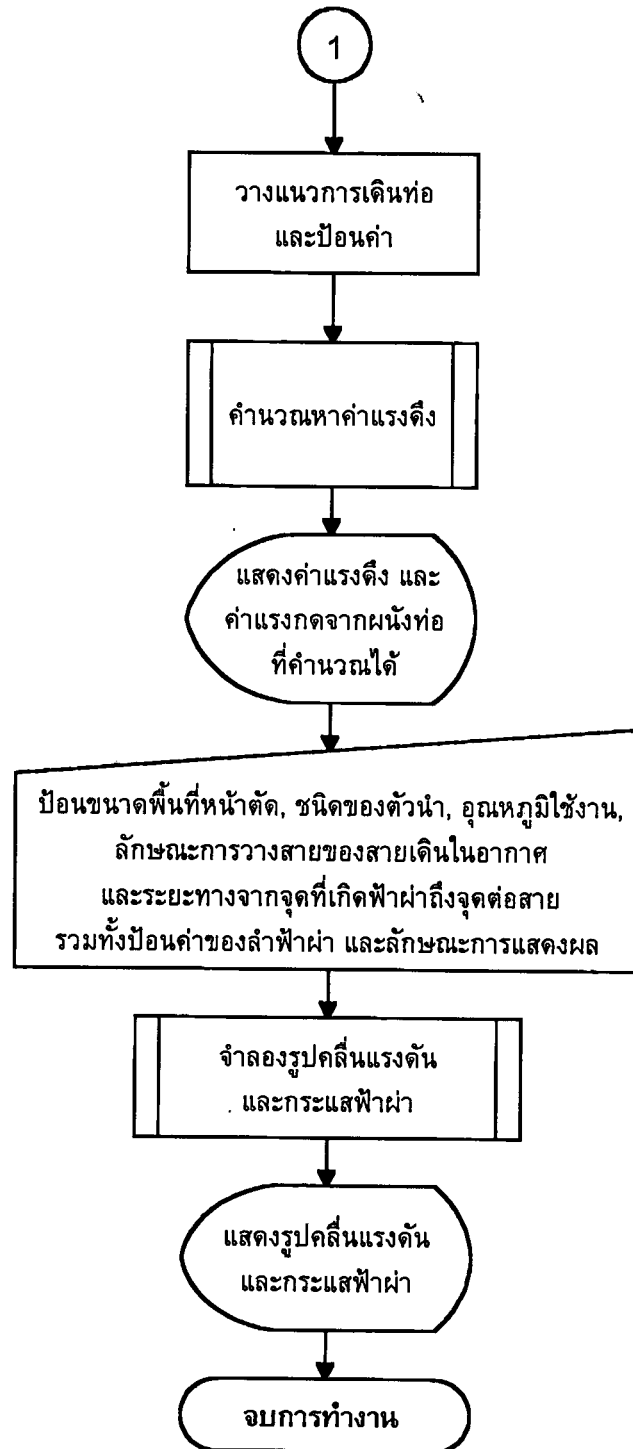 1
วางแนวการเดินท่อ
และป้อนค่า
คำนวณหาค่าแรงดึง
แสดงค่าแรงดึง และ
ค่าแรงกดจากผนังท่อ
ที่คำนวณได้
ป้อนขนาดพื้นที่หน้าตัด, ชนิดของตัวนำ, อุณหภูมิใช้งาน,
ลักษณะการวางสายของสายเดินในอากาศ
และระยะทางจากจุดที่เกิดฟ้าผ่าถึงจุดต่อสาย
รวมทั้งป้อนค่าของลำฟ้าผ่า และลักษณะการแสดงผล
จำลองรูปคลื่นแรงดัน
และกระแสฟ้าผ่า
แสดงรูปคลื่นแรงดัน
และกระแสฟ้าผ่า
จบการทำงาน